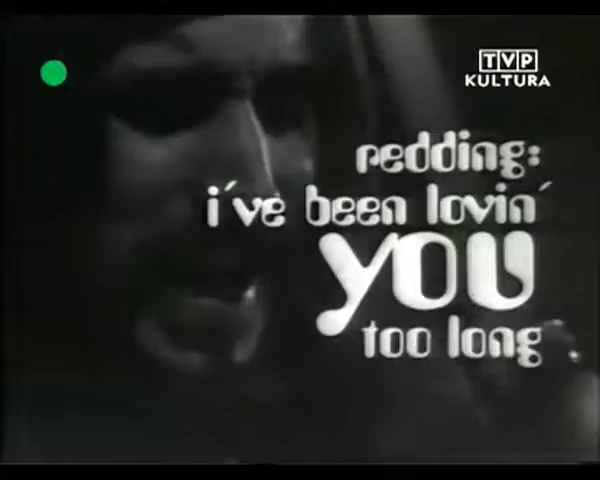 TVP
KULTURA
redding:
i've been lovin'
YOU
too long